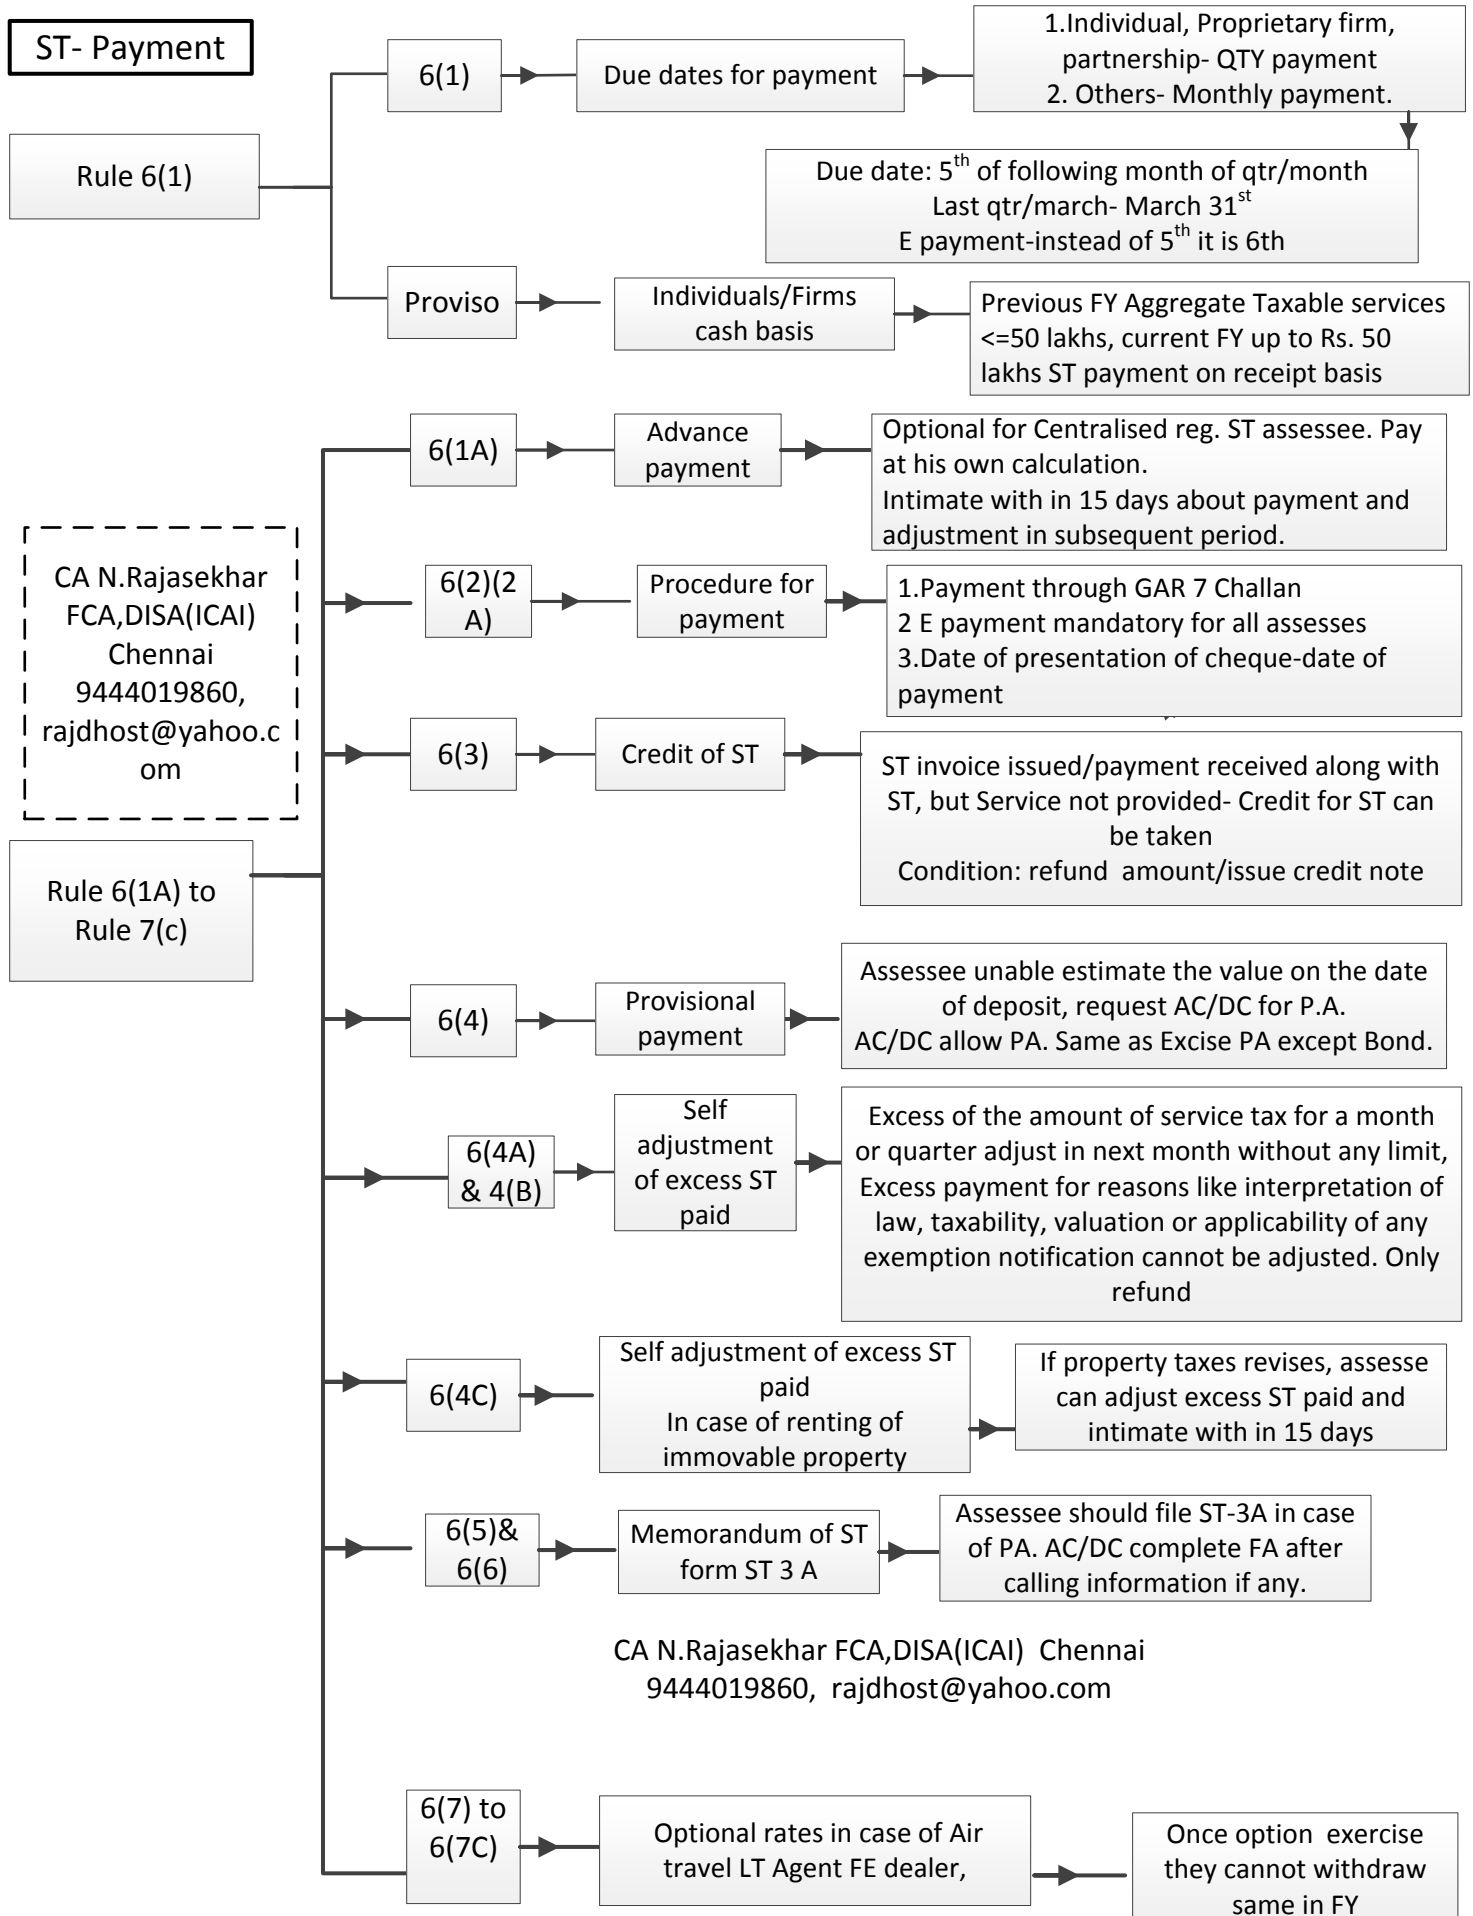 ST- Payment
6(1)
Due dates for payment
1.Individual, Proprietary firm,
partnership- QTY payment
2. Others- Monthly payment.
Rule 6(1)
Due date: 5th of following month of qtr/month
Last qtr/march- March 31st
E payment-instead of 5th it is 6th
Proviso
Individuals/Firms
cash basis
Previous FY Aggregate Taxable services
<=50 lakhs, current FY up to Rs. 50
lakhs ST payment on receipt basis
6(1A)
Advance
payment
Optional for Centralised reg. ST assessee. Pay
at his own calculation.
Intimate with in 15 days about payment and
adjustment in subsequent period.
CA N.Rajasekhar
FCA,DISA(ICAI)
Chennai
9444019860,
rajdhost@yahoo.c
om
6(2)(2
A)
Procedure for
payment
1.Payment through GAR 7 Challan
2 E payment mandatory for all assesses
3.Date of presentation of cheque-date of
payment
6(3)
Credit of ST
ST invoice issued/payment received along with
ST, but Service not provided- Credit for ST can
be taken
Condition: refund  amount/issue credit note
Rule 6(1A) to
Rule 7(c)
6(4)
Provisional
payment
Assessee unable estimate the value on the date
of deposit, request AC/DC for P.A.
AC/DC allow PA. Same as Excise PA except Bond.
6(4A)
& 4(B)
Self
adjustment
of excess ST
paid
Excess of the amount of service tax for a month
or quarter adjust in next month without any limit,
Excess payment for reasons like interpretation of
law, taxability, valuation or applicability of any
exemption notification cannot be adjusted. Only
refund
6(4C)
Self adjustment of excess ST
paid
In case of renting of
immovable property
If property taxes revises, assesse
can adjust excess ST paid and
intimate with in 15 days
6(5)&
6(6)
Memorandum of ST
form ST 3 A
Assessee should file ST-3A in case
of PA. AC/DC complete FA after
calling information if any.
CA N.Rajasekhar FCA,DISA(ICAI)  Chennai
9444019860,  rajdhost@yahoo.com
6(7) to
6(7C)
Optional rates in case of Air
travel LT Agent FE dealer,
Once option  exercise
they cannot withdraw
same in FY